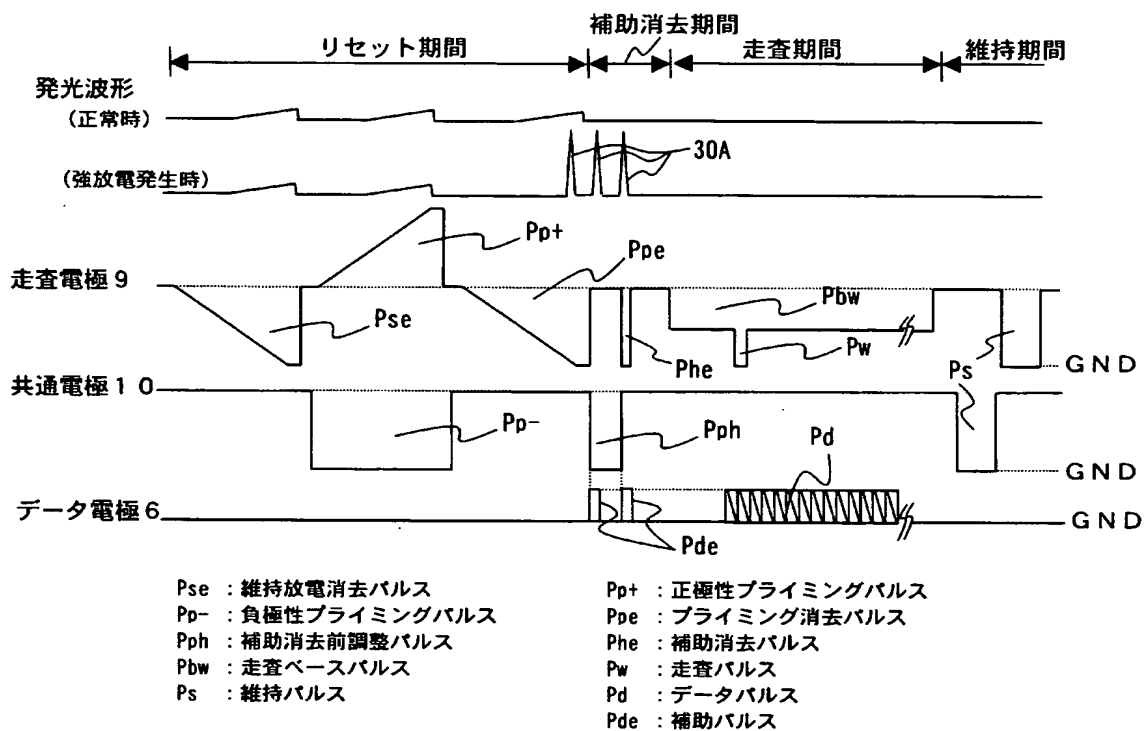 リセット期間
補助消去期間
走査期間
維持期間
発光波形
(正常時)
30A
(強放電発生時)
Pp+
Ppe
走査電極9
Pbw
Pse
Pw
Phe
Ps
GND
共通電極10
Pp-
Pph
Pd
GND
データ電極6
GND
Pde
Pse :維持放電消去パルス
Pp- :負極性プライミングパルス
Pph :補助消去前調整パルス
Pbw :走査ベースパルス
Ps :維持パルス
Pp+ :正極性プライミングパルス
Ppe :プライミング消去パルス
Phe :補助消去パルス
Pw :走査パルス
Pd :データパルス
Pde :補助パルス